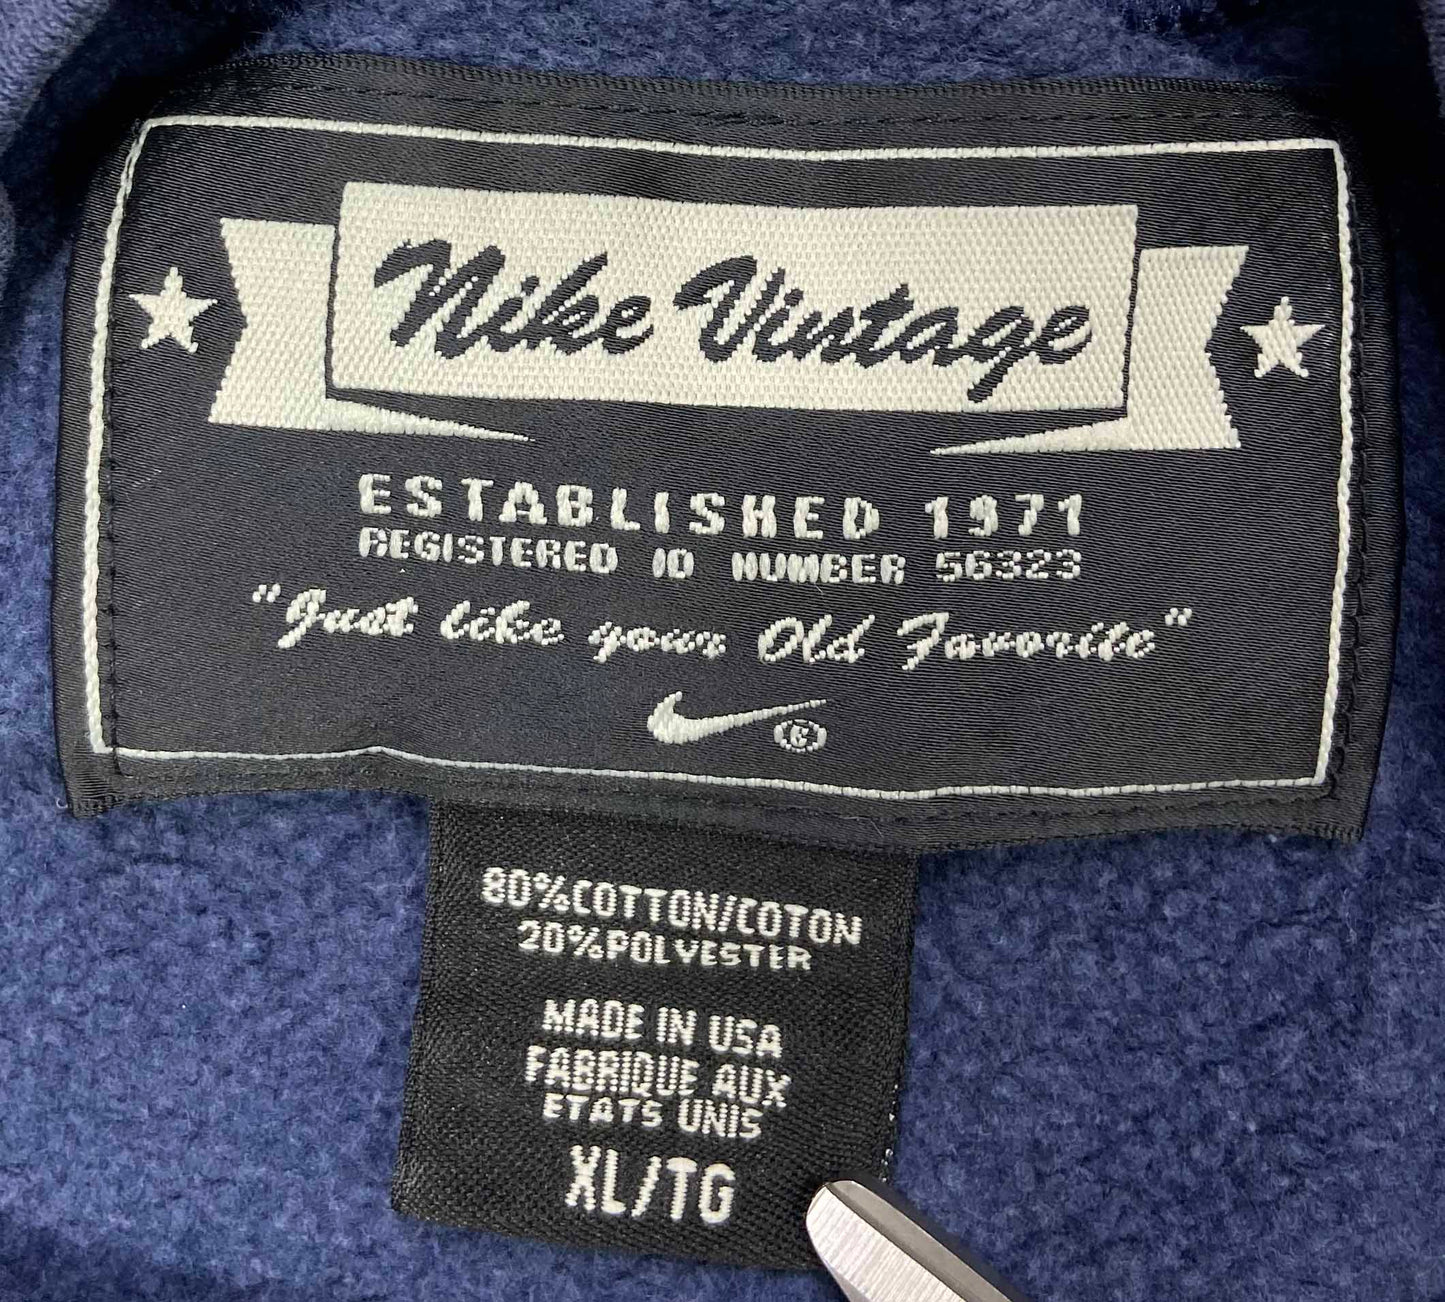 Nike Vintage
ESTABLISHED 1971
REGISTERED ID NUMBER 56323
"Just like your Old Favorite"
®
80%COTTON/COTON
20%POLYESTER
MADE IN USA
FABRIQUE AUX
ETATS UNIS
XL/TG